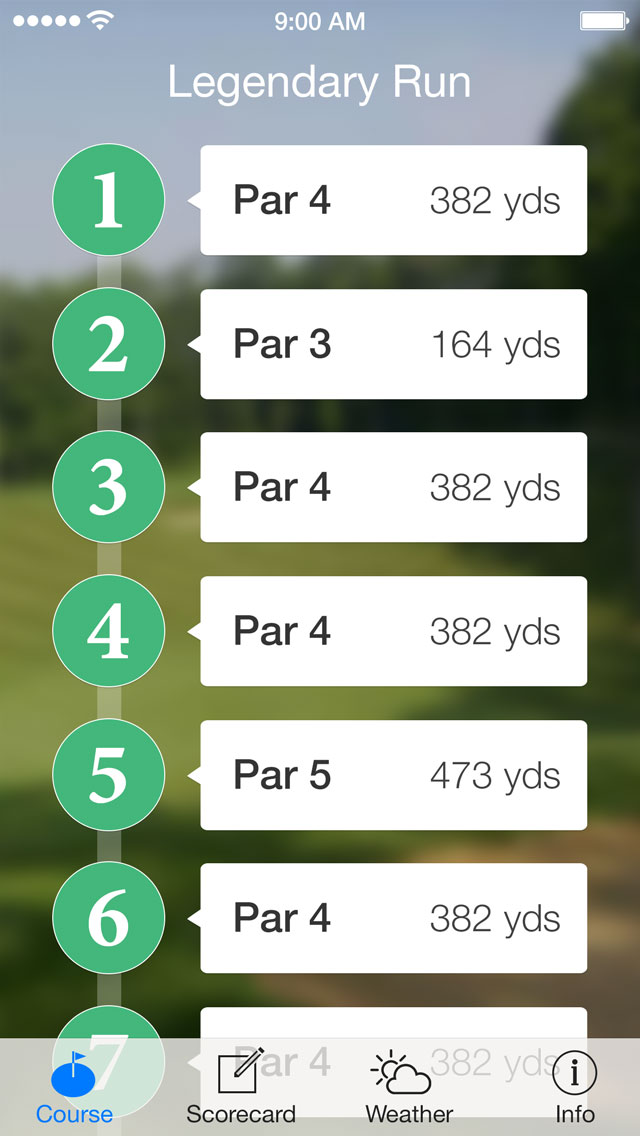 9:00 AM
Legendary Run
1 Par 4 382 yds
2 Par 3 164 yds
3 Par 4 382 yds
4 Par 4 382 yds
5 Par 5 473 yds
6 Par 4 382 yds
7 Par 4 382 yds
Course Scorecard Weather Info